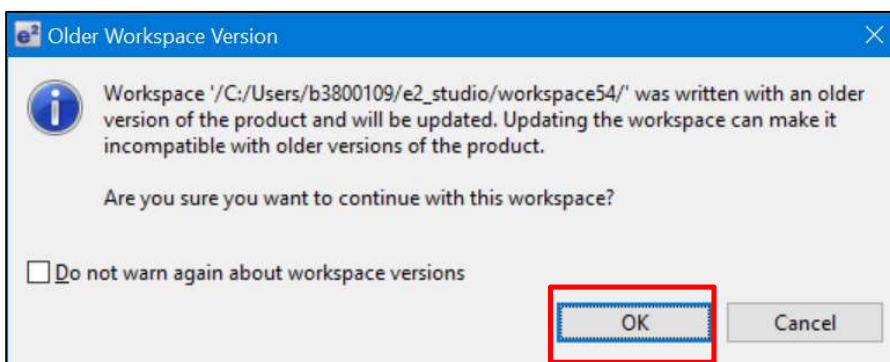 e² Older Workspace Version
Workspace '/C:/Users/b3800109/e2_studio/workspace54/' was written with an older
version of the product and will be updated. Updating the workspace can make it
incompatible with older versions of the product.
Are you sure you want to continue with this workspace?
Do not warn again about workspace versions
OK
Cancel